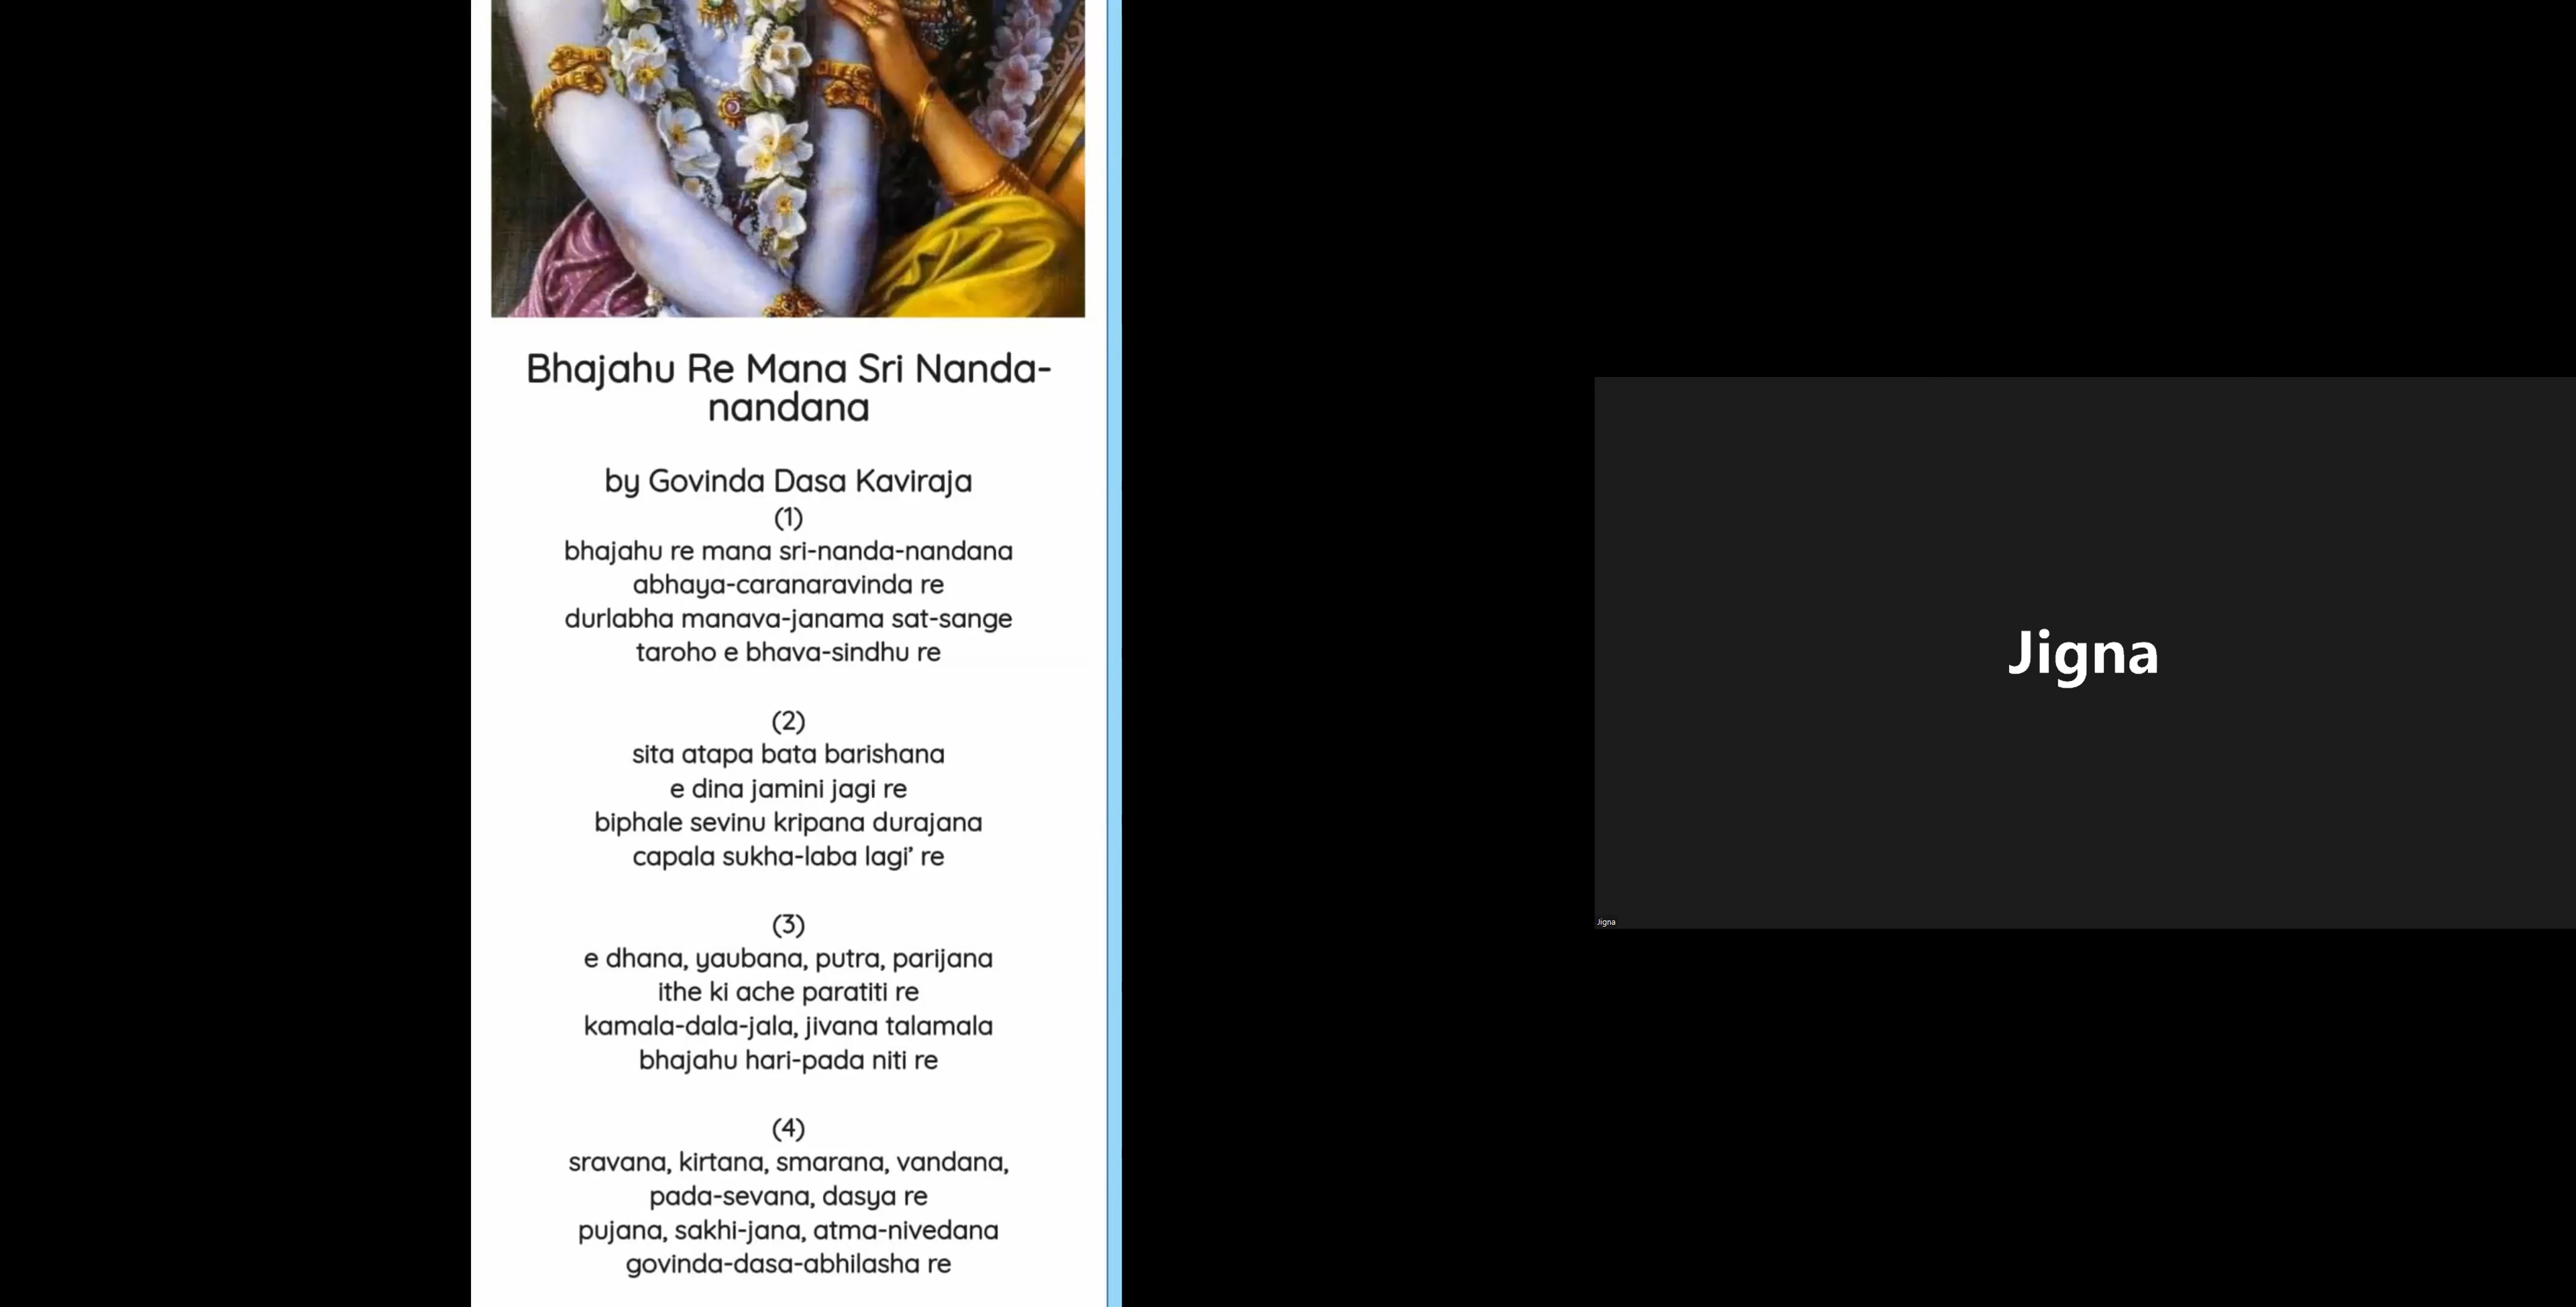 Bhajahu Re Mana Sri Nanda-
nandana
by Govinda Dasa Kaviraja
(1)
bhajahu re mana sri-nanda-nandana
abhaya-caranaravinda re
durlabha manava-janama sat-sange
taroho e bhava-sindhu re
(2)
sita atapa bata barishana
e dina jamini jagi re
biphale sevinu kripana durajana
capala sukha-laba lagi’ re
(3)
e dhana, yaubana, putra, parijana
ithe ki ache paratiti re
kamala-dala-jala, jivana talamala
bhajahu hari-pada niti re
(4)
sravana, kirtana, smarana, vandana,
pada-sevana, dasya re
pujana, sakhi-jana, atma-nivedana
govinda-dasa-abhilasha re
Jigna
Jigna